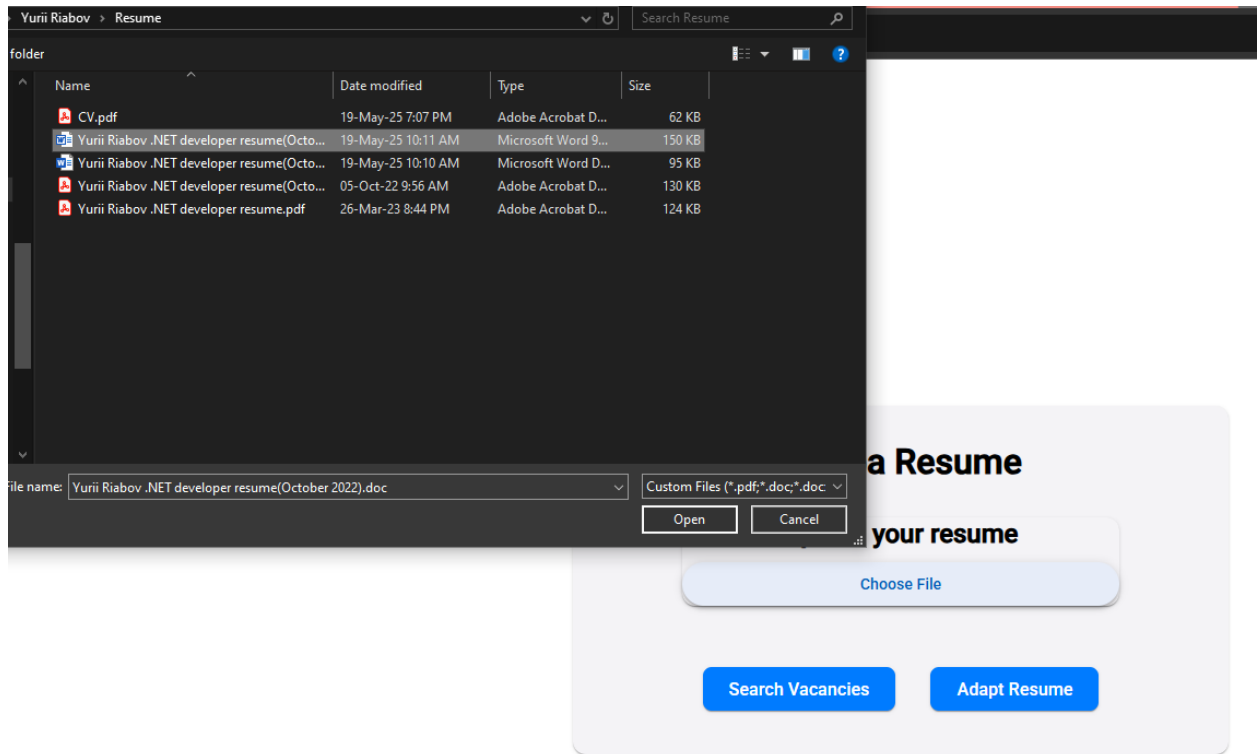 Yurii Riabov > Resume
Search Resume
folder
Name Date modified Type Size
CV.pdf 19-May-25 7:07 PM Adobe Acrobat D... 62 KB
Yurii Riabov .NET developer resume(Octo... 19-May-25 10:11 AM Microsoft Word 9... 150 KB
Yurii Riabov .NET developer resume(Octo... 19-May-25 10:10 AM Microsoft Word D... 95 KB
Yurii Riabov .NET developer resume(Octo... 05-Oct-22 9:56 AM Adobe Acrobat D... 130 KB
Yurii Riabov .NET developer resume.pdf 26-Mar-23 8:44 PM Adobe Acrobat D... 124 KB
File name: Yurii Riabov .NET developer resume(October 2022).doc Custom Files (*.pdf;*.doc;*.doc
Open Cancel
a Resume
your resume
Choose File
Search Vacancies Adapt Resume